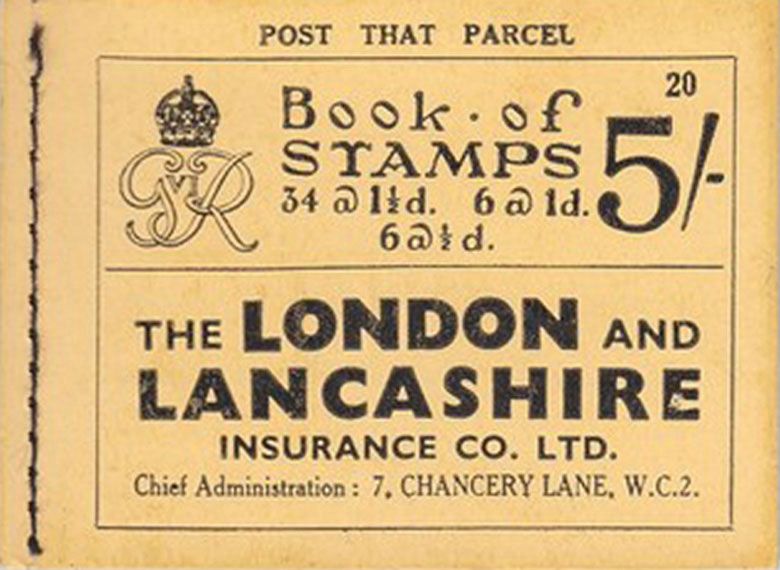 POST THAT PARCEL
20
Book · of
STAMPS
5/-
34 @ 1½d. 6 @ 1d.
6 @ ½d.
G VI R
THE LONDON AND
LANCASHIRE
INSURANCE CO. LTD.
Chief Administration : 7, CHANCERY LANE, W.C.2.